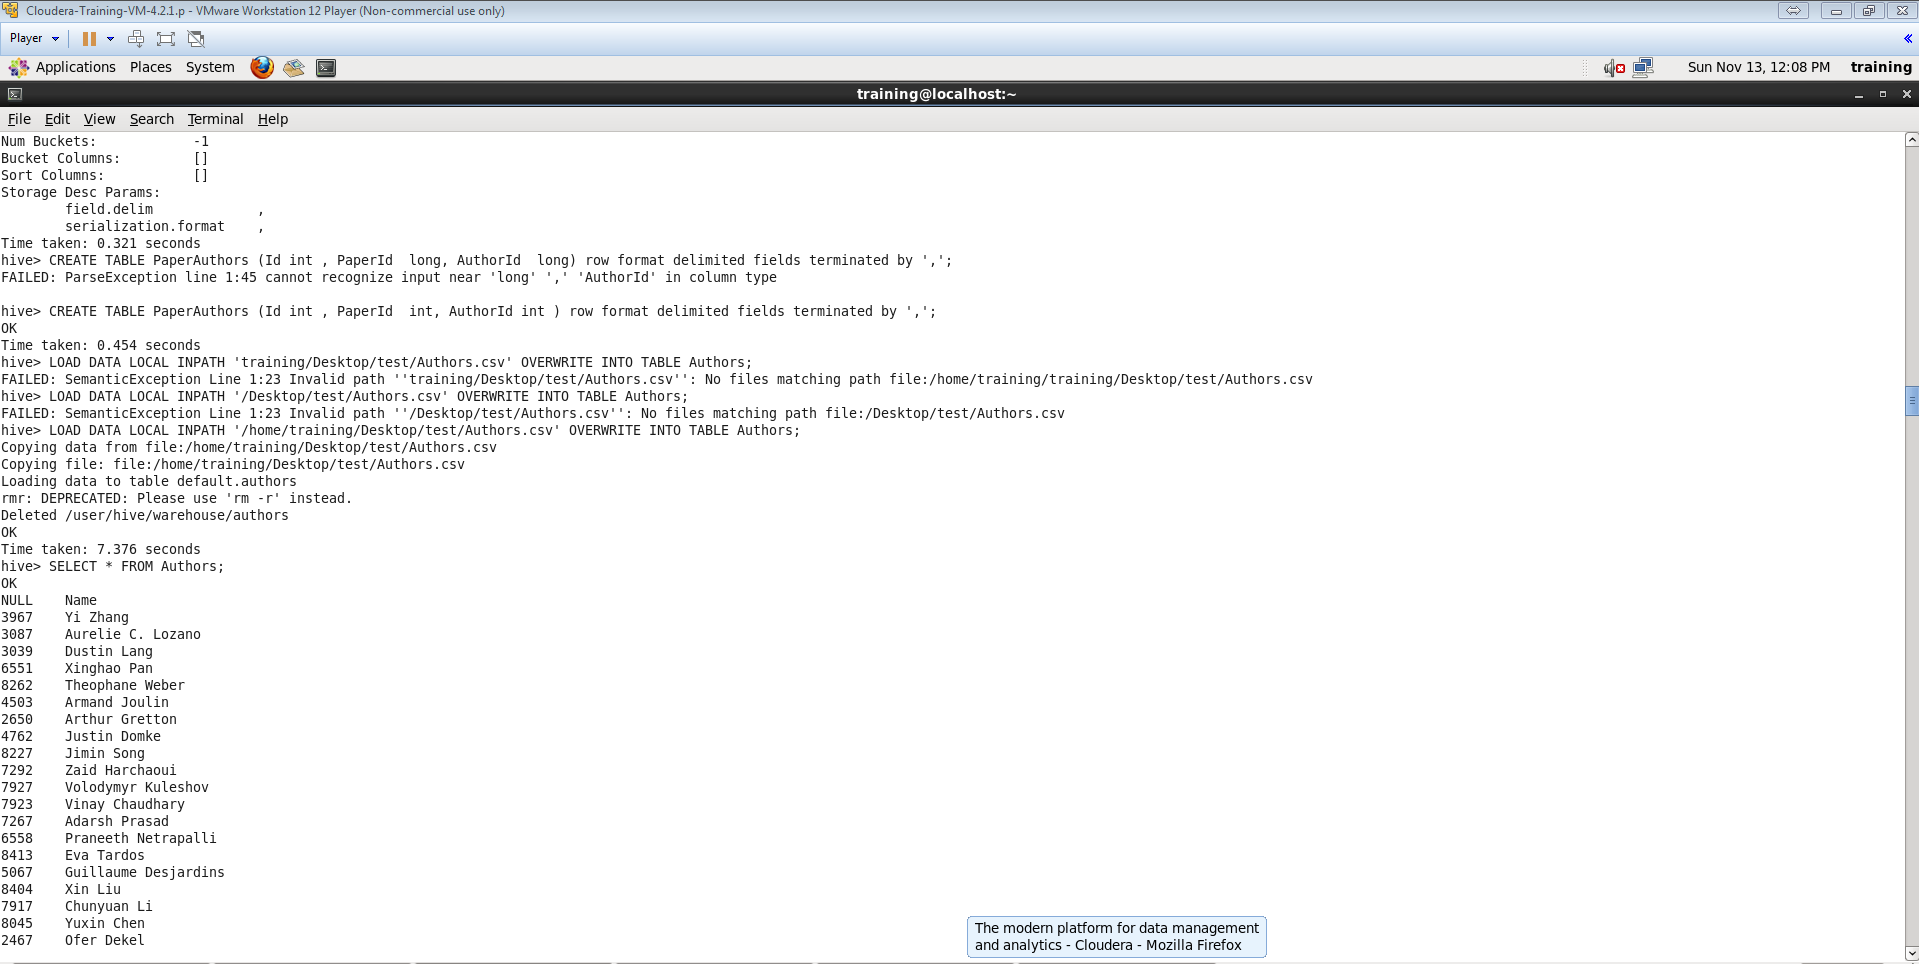 Cloudera-Training-VM-4.2.1.p - VMware Workstation 12 Player (Non-commercial use only)
Player
Applications Places System Sun Nov 13, 12:08 PM training
training@localhost:~
File Edit View Search Terminal Help
Num Buckets:            -1
Bucket Columns:         []
Sort Columns:           []
Storage Desc Params:
        field.delim             ,
        serialization.format    ,
Time taken: 0.321 seconds
hive> CREATE TABLE PaperAuthors (Id int , PaperId  long, AuthorId  long) row format delimited fields terminated by ',';
FAILED: ParseException line 1:45 cannot recognize input near 'long' ',' 'AuthorId' in column type
hive> CREATE TABLE PaperAuthors (Id int , PaperId  int, AuthorId int ) row format delimited fields terminated by ',';
OK
Time taken: 0.454 seconds
hive> LOAD DATA LOCAL INPATH 'training/Desktop/test/Authors.csv' OVERWRITE INTO TABLE Authors;
FAILED: SemanticException Line 1:23 Invalid path ''training/Desktop/test/Authors.csv'': No files matching path file:/home/training/training/Desktop/test/Authors.csv
hive> LOAD DATA LOCAL INPATH '/Desktop/test/Authors.csv' OVERWRITE INTO TABLE Authors;
FAILED: SemanticException Line 1:23 Invalid path ''/Desktop/test/Authors.csv'': No files matching path file:/Desktop/test/Authors.csv
hive> LOAD DATA LOCAL INPATH '/home/training/Desktop/test/Authors.csv' OVERWRITE INTO TABLE Authors;
Copying data from file:/home/training/Desktop/test/Authors.csv
Copying file: file:/home/training/Desktop/test/Authors.csv
Loading data to table default.authors
rmr: DEPRECATED: Please use 'rm -r' instead.
Deleted /user/hive/warehouse/authors
OK
Time taken: 7.376 seconds
hive> SELECT * FROM Authors;
OK
NULL    Name
3967    Yi Zhang
3087    Aurelie C. Lozano
3039    Dustin Lang
6551    Xinghao Pan
8262    Theophane Weber
4503    Armand Joulin
2650    Arthur Gretton
4762    Justin Domke
8227    Jimin Song
7292    Zaid Harchaoui
7927    Volodymyr Kuleshov
7923    Vinay Chaudhary
7267    Adarsh Prasad
6558    Praneeth Netrapalli
8413    Eva Tardos
5067    Guillaume Desjardins
8404    Xin Liu
7917    Chunyuan Li
8045    Yuxin Chen
2467    Ofer Dekel
The modern platform for data management
and analytics - Cloudera - Mozilla Firefox